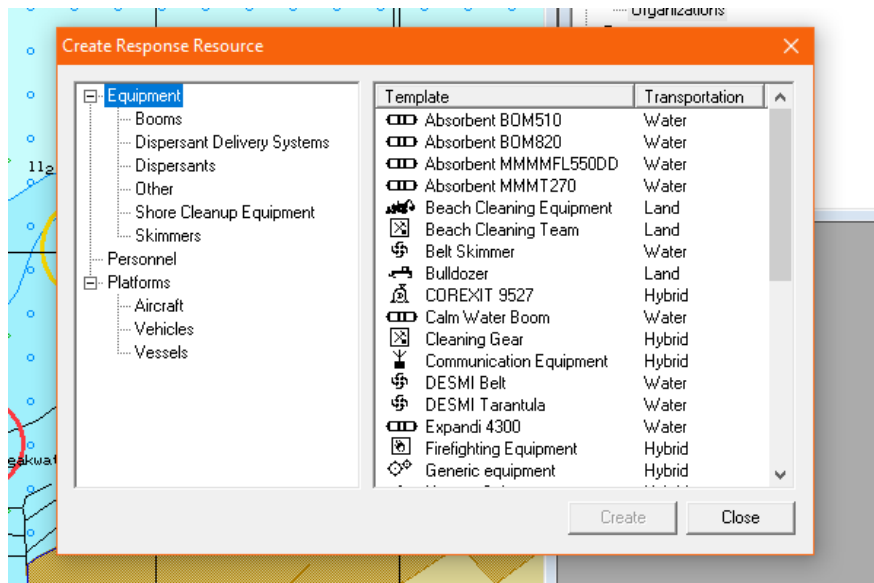 Organizations
Create Response Resource
Equipment
Booms
Dispersant Delivery Systems
Dispersants
Other
Shore Cleanup Equipment
Skimmers
Personnel
Platforms
Aircraft
Vehicles
Vessels
Template Transportation
Absorbent BOM510 Water
Absorbent BOM820 Water
Absorbent MMMMFL550DD Water
Absorbent MMMT270 Water
Beach Cleaning Equipment Land
Beach Cleaning Team Land
Belt Skimmer Water
Bulldozer Land
COREXIT 9527 Hybrid
Calm Water Boom Water
Cleaning Gear Hybrid
Communication Equipment Hybrid
DESMI Belt Water
DESMI Tarantula Water
Expandi 4300 Water
Firefighting Equipment Hybrid
Generic equipment Hybrid
Create Close
112
eakwat